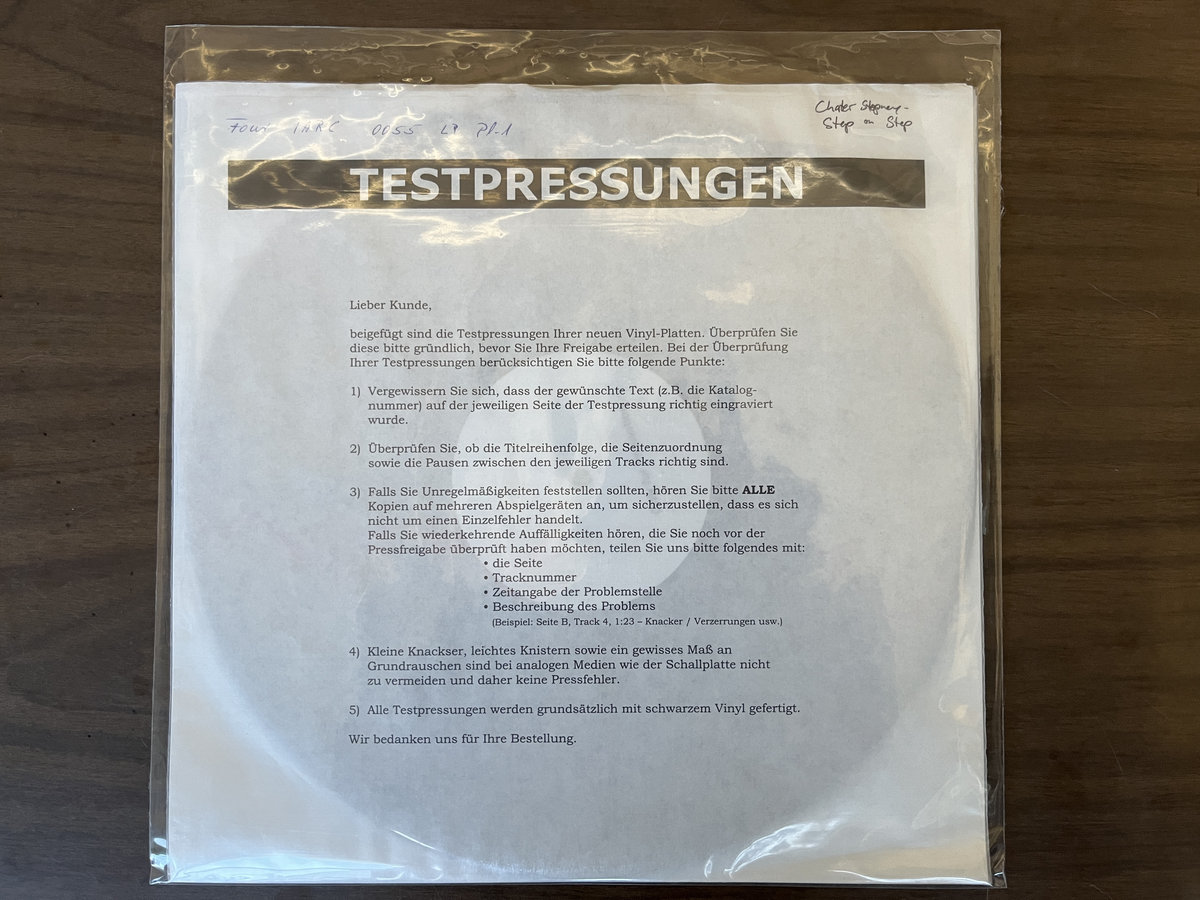 IARC 0055 LP Pl-1
Step on Step
TESTPRESSUNGEN
Lieber Kunde,
beigefügt sind die Testpressungen Ihrer neuen Vinyl-Platten. Überprüfen Sie
diese bitte gründlich, bevor Sie Ihre Freigabe erteilen. Bei der Überprüfung
Ihrer Testpressungen berücksichtigen Sie bitte folgende Punkte:
1) Vergewissern Sie sich, dass der gewünschte Text (z.B. die Katalog-
nummer) auf der jeweiligen Seite der Testpressung richtig eingraviert
wurde.
2) Überprüfen Sie, ob die Titelreihenfolge, die Seitenzuordnung
sowie die Pausen zwischen den jeweiligen Tracks richtig sind.
3) Falls Sie Unregelmäßigkeiten feststellen sollten, hören Sie bitte ALLE
Kopien auf mehreren Abspielgeräten an, um sicherzustellen, dass es sich
nicht um einen Einzelfehler handelt.
Falls Sie wiederkehrende Auffälligkeiten hören, die Sie noch vor der
Pressfreigabe überprüft haben möchten, teilen Sie uns bitte folgendes mit:
• die Seite
• Tracknummer
• Zeitangabe der Problemstelle
• Beschreibung des Problems
(Beispiel: Seite B, Track 4, 1:23 – Knacker / Verzerrungen usw.)
4) Kleine Knackser, leichtes Knistern sowie ein gewisses Maß an
Grundrauschen sind bei analogen Medien wie der Schallplatte nicht
zu vermeiden und daher keine Pressfehler.
5) Alle Testpressungen werden grundsätzlich mit schwarzem Vinyl gefertigt.
Wir bedanken uns für Ihre Bestellung.